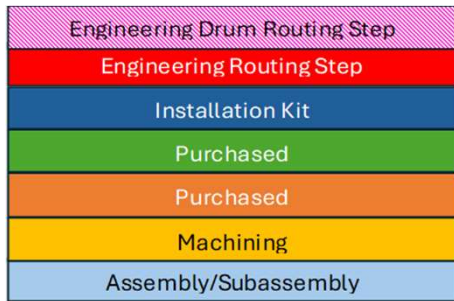 Engineering Drum Routing Step
Engineering Routing Step
Installation Kit
Purchased
Purchased
Machining
Assembly/Subassembly